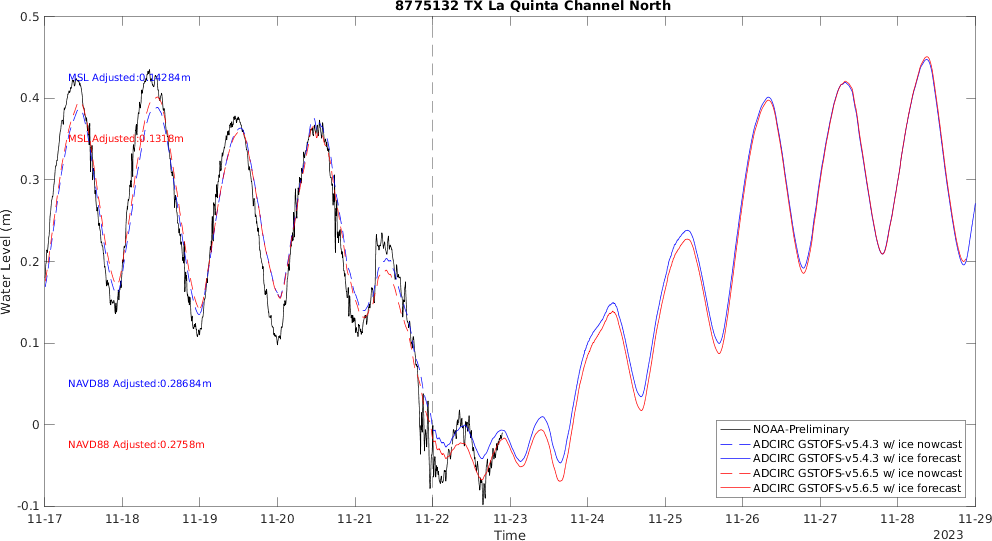 8775132 TX La Quinta Channel North
0.5
0.4
0.3
0.2
0.1
0
-0.1
Water Level (m)
MSL Adjusted:0.14284m
MSL Adjusted:0.1318m
NAVD88 Adjusted:0.28684m
NAVD88 Adjusted:0.2758m
NOAA-Preliminary
ADCIRC GSTOFS-v5.4.3 w/ ice nowcast
ADCIRC GSTOFS-v5.4.3 w/ ice forecast
ADCIRC GSTOFS-v5.6.5 w/ ice nowcast
ADCIRC GSTOFS-v5.6.5 w/ ice forecast
11-17 11-18 11-19 11-20 11-21 11-22 11-23 11-24 11-25 11-26 11-27 11-28 11-29
Time
2023